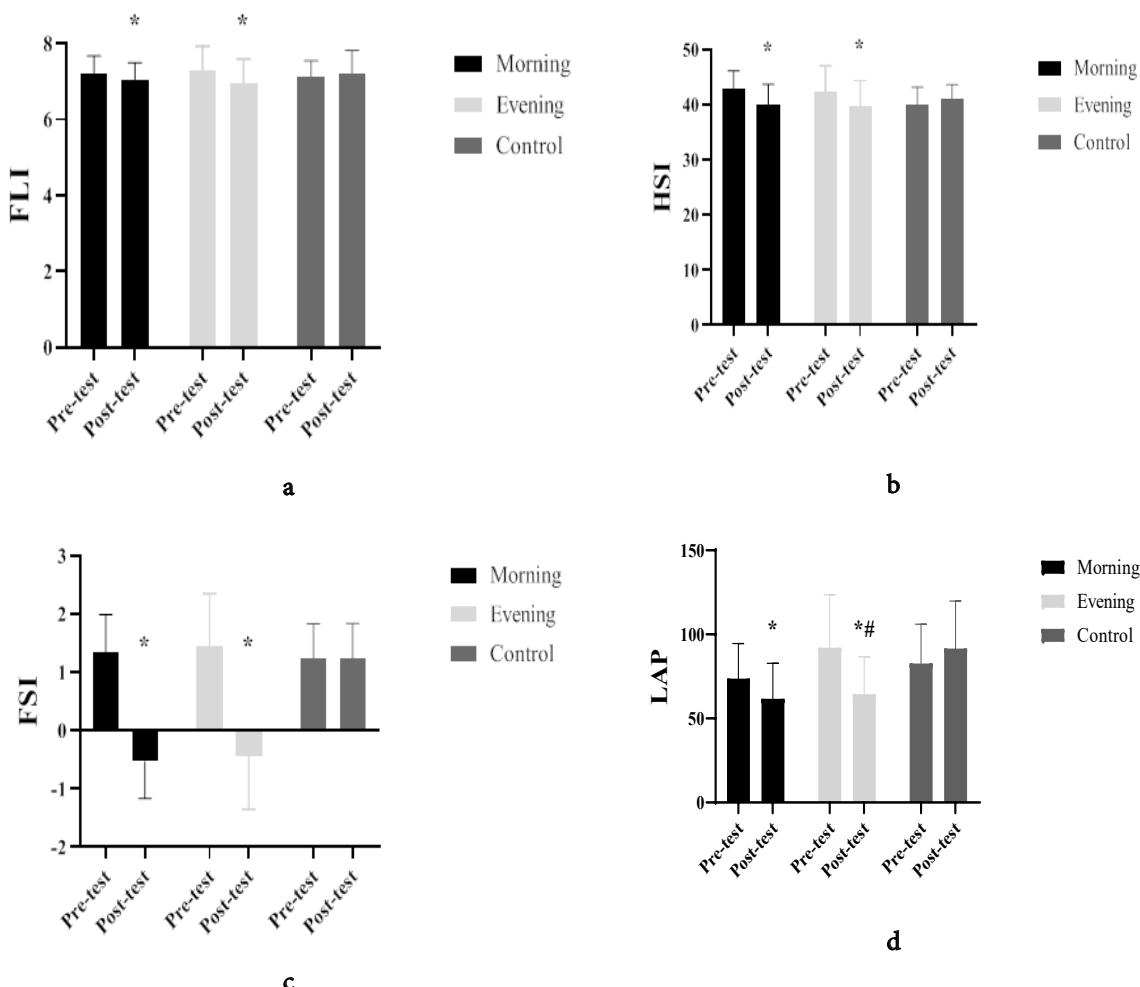 *
*
8
6
4
2
0
FLI
Morning
Evening
Control
Pre-test
Post-test
Pre-test
Post-test
Pre-test
Post-test
a
*
*
50
40
30
20
10
0
HSI
Morning
Evening
Control
Pre-test
Post-test
Pre-test
Post-test
Pre-test
Post-test
b
3
2
1
0
-1
-2
FSI
*
*
Morning
Evening
Control
Pre-test
Post-test
Pre-test
Post-test
Pre-test
Post-test
c
150
100
50
0
LAP
*
*#
Morning
Evening
Control
Pre-test
Post-test
Pre-test
Post-test
Pre-test
Post-test
d